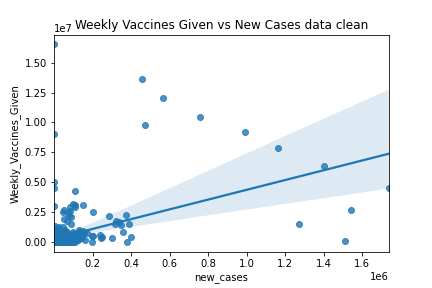 Weekly Vaccines Given vs New Cases data clean
1e7
Weekly_Vaccines_Given
1.50
1.25
1.00
0.75
0.50
0.25
0.00
0.2 0.4 0.6 0.8 1.0 1.2 1.4 1.6
1e6
new_cases